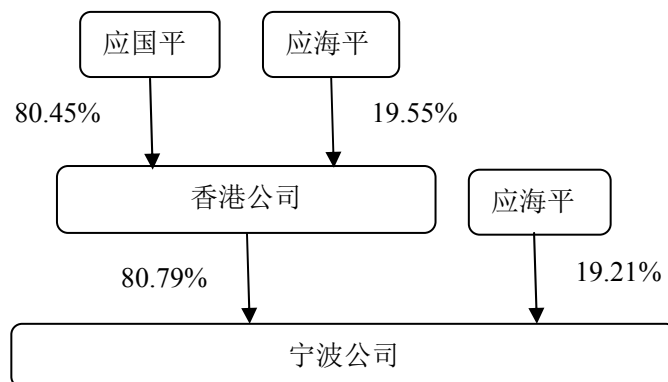 应国平
应海平
80.45%
19.55%
香港公司
应海平
80.79%
19.21%
宁波公司